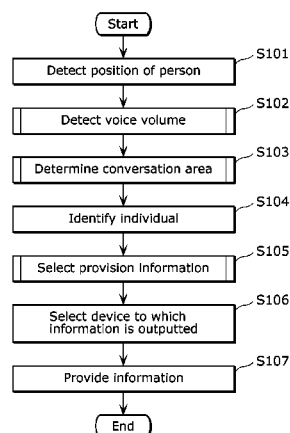 Start
S101
Detect position of person
S102
Detect voice volume
S103
Determine conversation area
S104
Identify individual
S105
Select provision information
S106
Select device to which
information is outputted
S107
Provide information
End